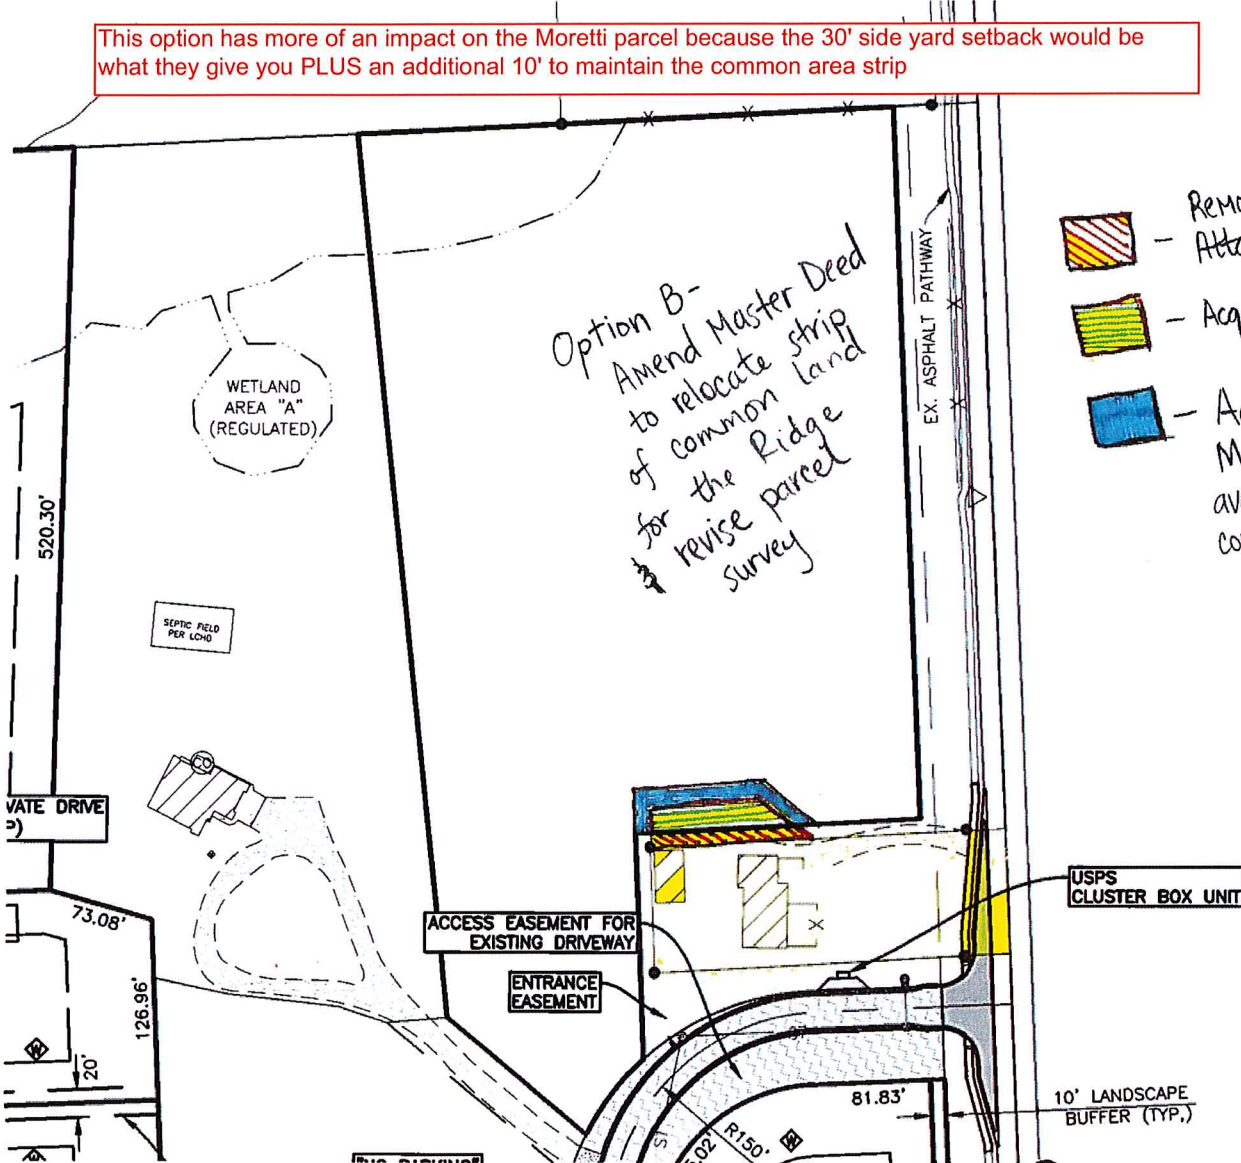 This option has more of an impact on the Moretti parcel because the 30' side yard setback would be
what they give you PLUS an additional 10' to maintain the common area strip
Option B-
Amend Master Deed
to relocate strip
of common land
for the Ridge
& revise parcel
survey
EX. ASPHALT PATHWAY
WETLAND
AREA "A"
(REGULATED)
520.30'
SEPTIC FIELD
PER LCHD
73.08'
126.96'
20'
W
ACCESS EASEMENT FOR
EXISTING DRIVEWAY
ENTRANCE
EASEMENT
USPS
CLUSTER BOX UNIT
81.83'
10' LANDSCAPE
BUFFER (TYP.)
R150'
ST
W